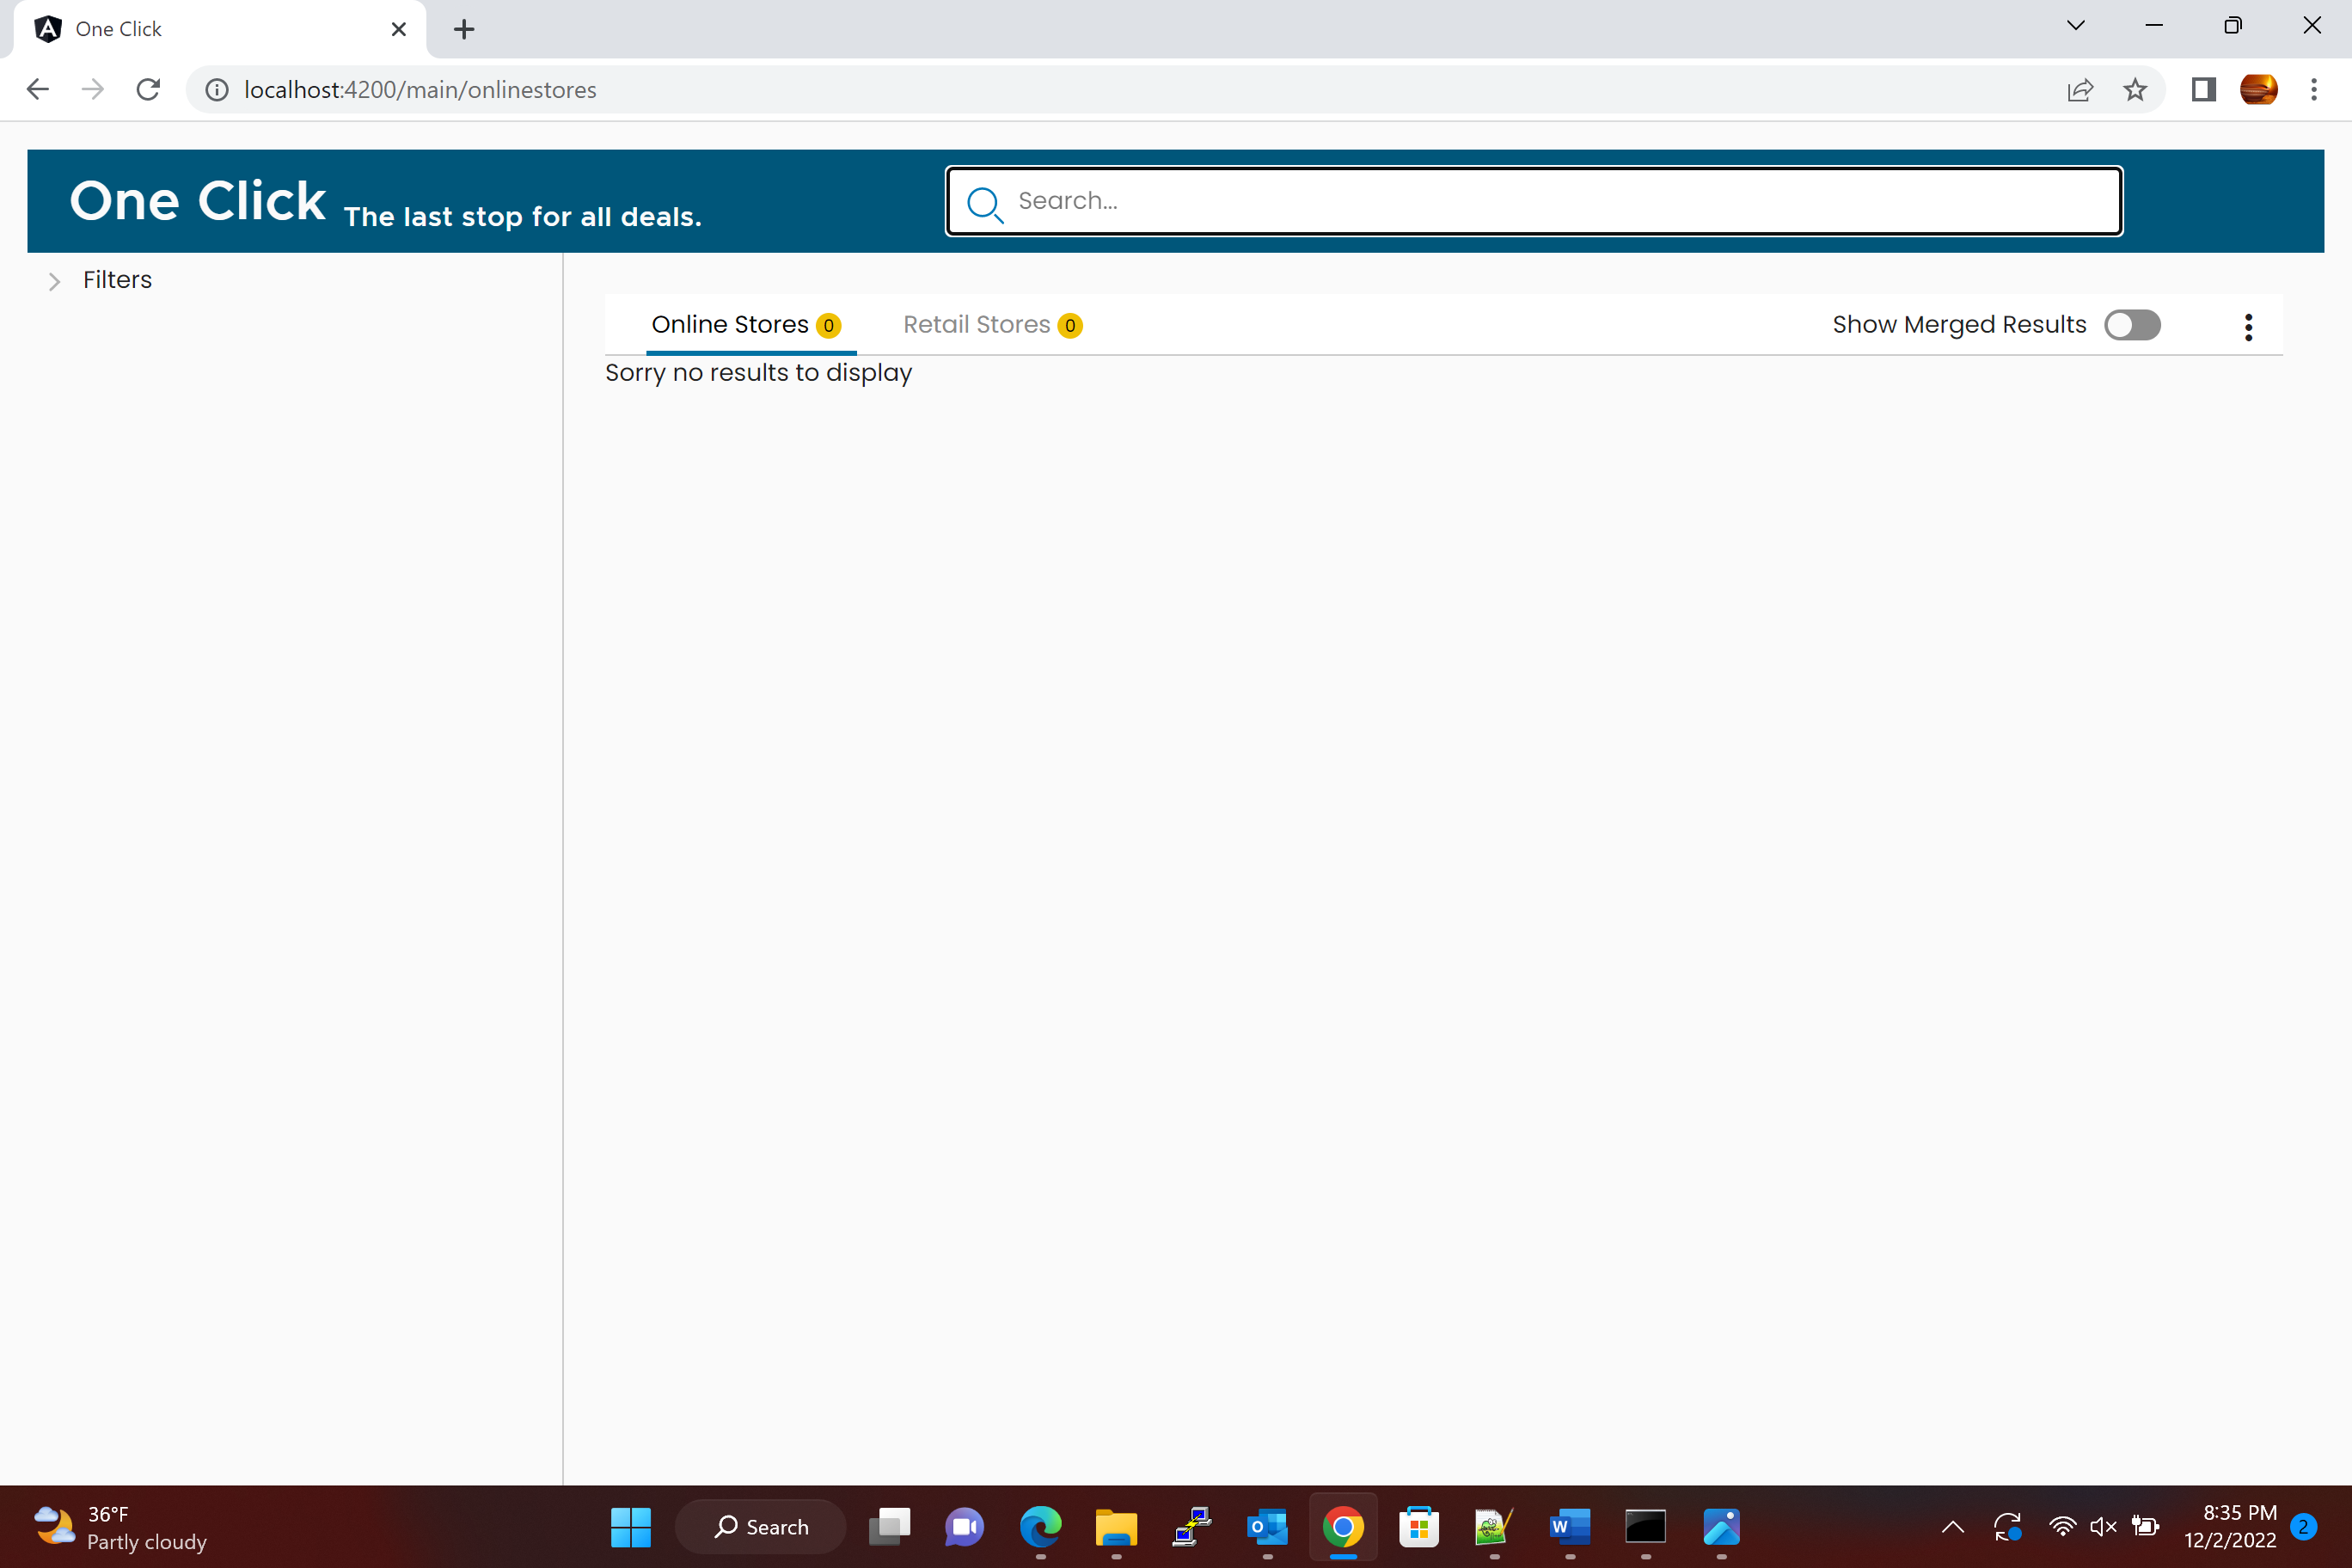 One Click
localhost:4200/main/onlinestores
One Click The last stop for all deals.
Search...
Filters
Online Stores 0 Retail Stores 0 Show Merged Results
Sorry no results to display
36°F
Partly cloudy
Search
8:35 PM
12/2/2022
2